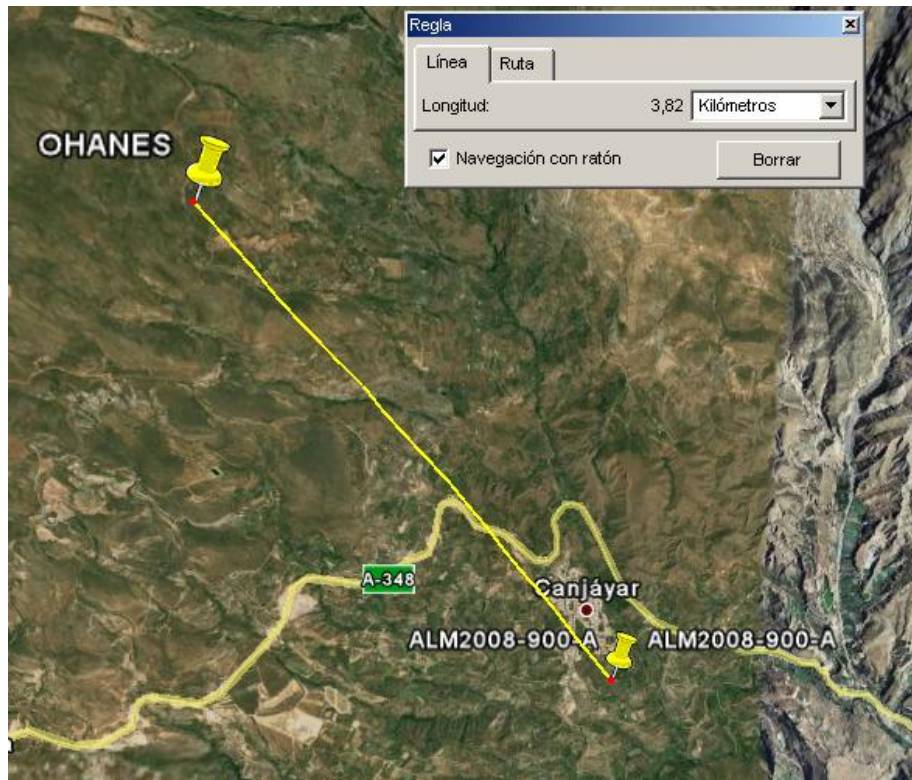 Regla
Línea
Ruta
Longitud:
3,82
Kilómetros
Navegación con ratón
Borrar
OHANES
A-348
Canjáyar
ALM2008-900-A
ALM2008-900-A